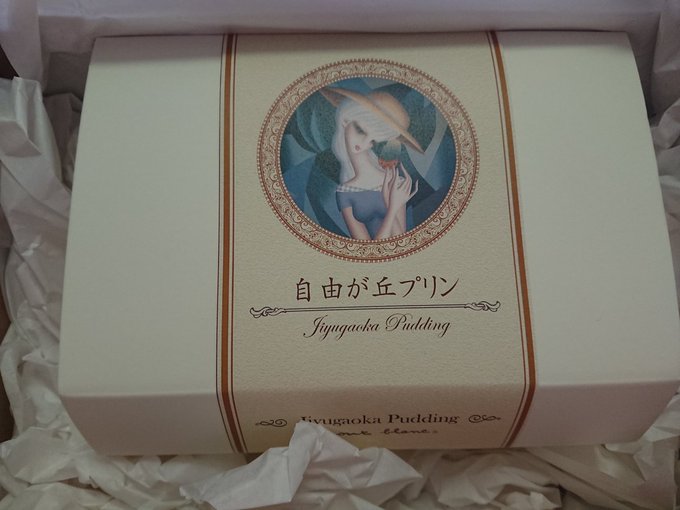 自由が丘プリン
Jiyugaoka Pudding
Jiyugaoka Pudding
mont blanc